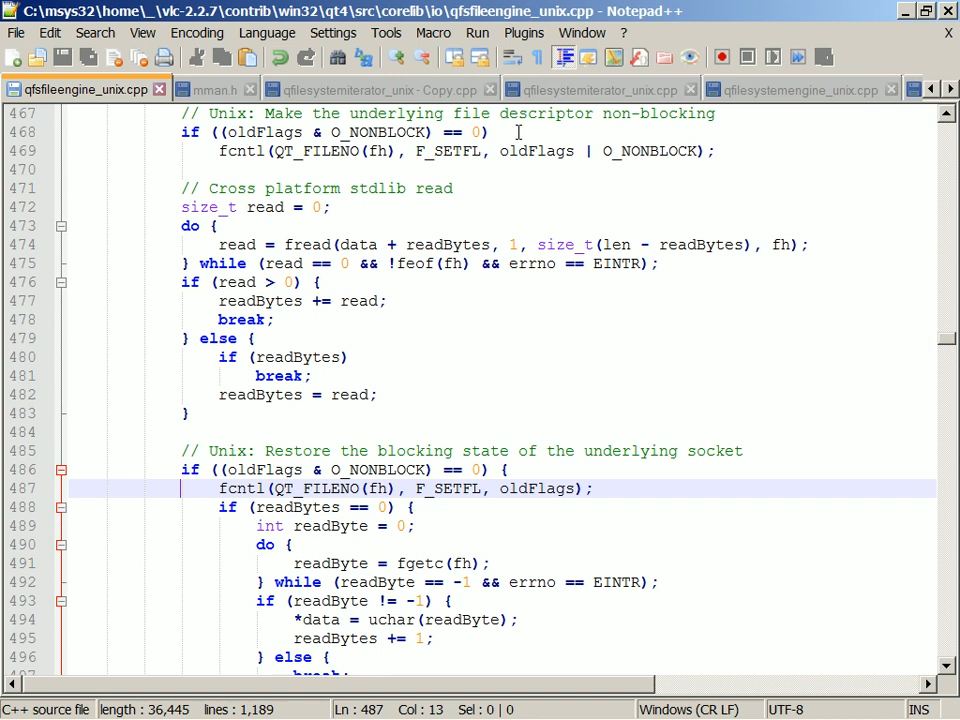 C:\msys32\home\_\vlc-2.2.7\contrib\win32\qt4\src\corelib\io\qfsfileengine_unix.cpp - Notepad++
File Edit Search View Encoding Language Settings Tools Macro Run Plugins Window ? X
qfsfileengine_unix.cpp mman.h qfilesystemiterator_unix - Copy.cpp qfilesystemiterator_unix.cpp qfilesystemengine_unix.cpp
467 // Unix: Make the underlying file descriptor non-blocking
468 if ((oldFlags & O_NONBLOCK) == 0)
469 fcntl(QT_FILENO(fh), F_SETFL, oldFlags | O_NONBLOCK);
470
471 // Cross platform stdlib read
472 size_t read = 0;
473 do {
474 read = fread(data + readBytes, 1, size_t(len - readBytes), fh);
475 } while (read == 0 && !feof(fh) && errno == EINTR);
476 if (read > 0) {
477 readBytes += read;
478 break;
479 } else {
480 if (readBytes)
481 break;
482 readBytes = read;
483 }
484
485 // Unix: Restore the blocking state of the underlying socket
486 if ((oldFlags & O_NONBLOCK) == 0) {
487 fcntl(QT_FILENO(fh), F_SETFL, oldFlags);
488 if (readBytes == 0) {
489 int readByte = 0;
490 do {
491 readByte = fgetc(fh);
492 } while (readByte == -1 && errno == EINTR);
493 if (readByte != -1) {
494 *data = uchar(readByte);
495 readBytes += 1;
496 } else {
C++ source file length : 36,445 lines : 1,189 Ln : 487 Col : 13 Sel : 0 | 0 Windows (CR LF) UTF-8 INS